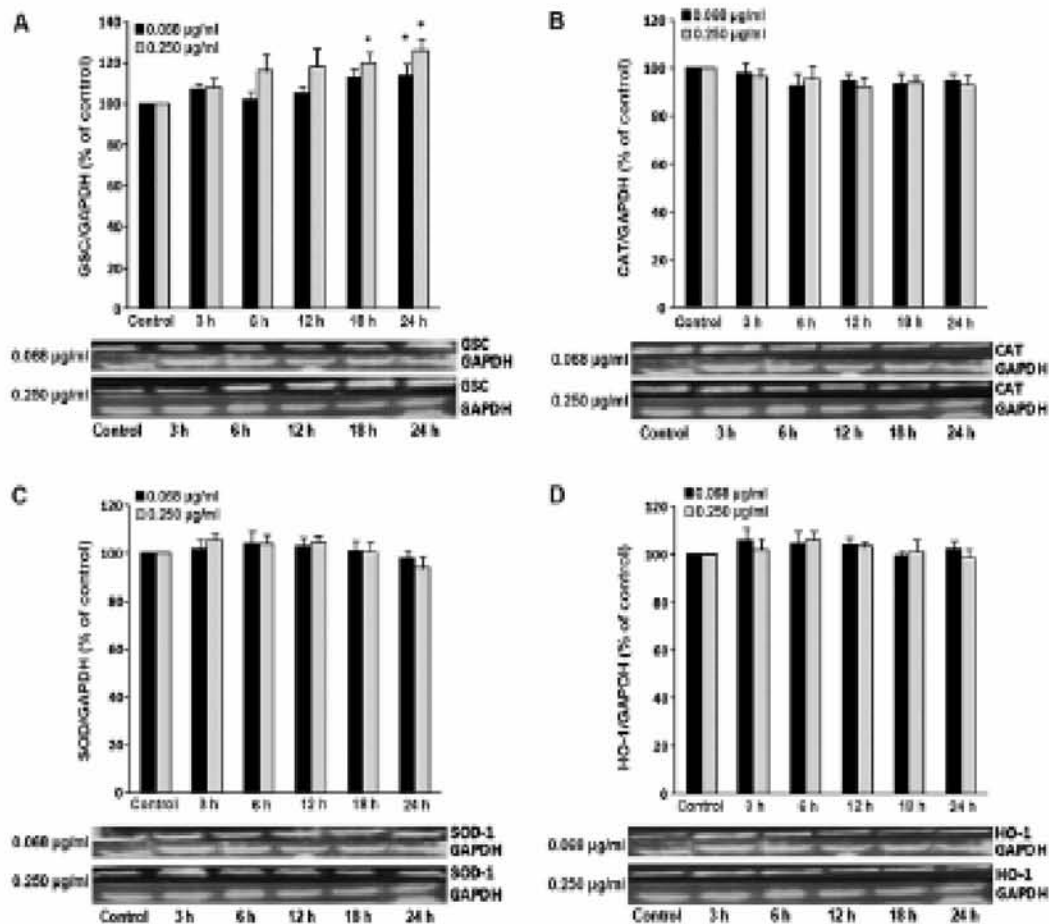 A
0.068 µg/ml
0.250 µg/ml
GSC/GAPDH (% of control)
140
120
100
80
60
40
20
0
* * *
Control 3 h 6 h 12 h 18 h 24 h
0.068 µg/ml GSC
GAPDH
0.250 µg/ml GSC
GAPDH
Control 3 h 6 h 12 h 18 h 24 h
B
0.068 µg/ml
0.250 µg/ml
CAT/GAPDH (% of control)
120
100
80
60
40
20
0
Control 3 h 6 h 12 h 18 h 24 h
0.068 µg/ml CAT
GAPDH
0.250 µg/ml CAT
GAPDH
Control 3 h 6 h 12 h 18 h 24 h
C
0.068 µg/ml
0.250 µg/ml
SOD/GAPDH (% of control)
120
100
80
60
40
20
0
Control 3 h 6 h 12 h 18 h 24 h
0.068 µg/ml SOD-1
GAPDH
0.250 µg/ml SOD-1
GAPDH
Control 3 h 6 h 12 h 18 h 24 h
D
0.068 µg/ml
0.250 µg/ml
HO-1/GAPDH (% of control)
120
100
80
60
40
20
0
Control 3 h 6 h 12 h 18 h 24 h
0.068 µg/ml HO-1
GAPDH
0.250 µg/ml HO-1
GAPDH
Control 3 h 6 h 12 h 18 h 24 h